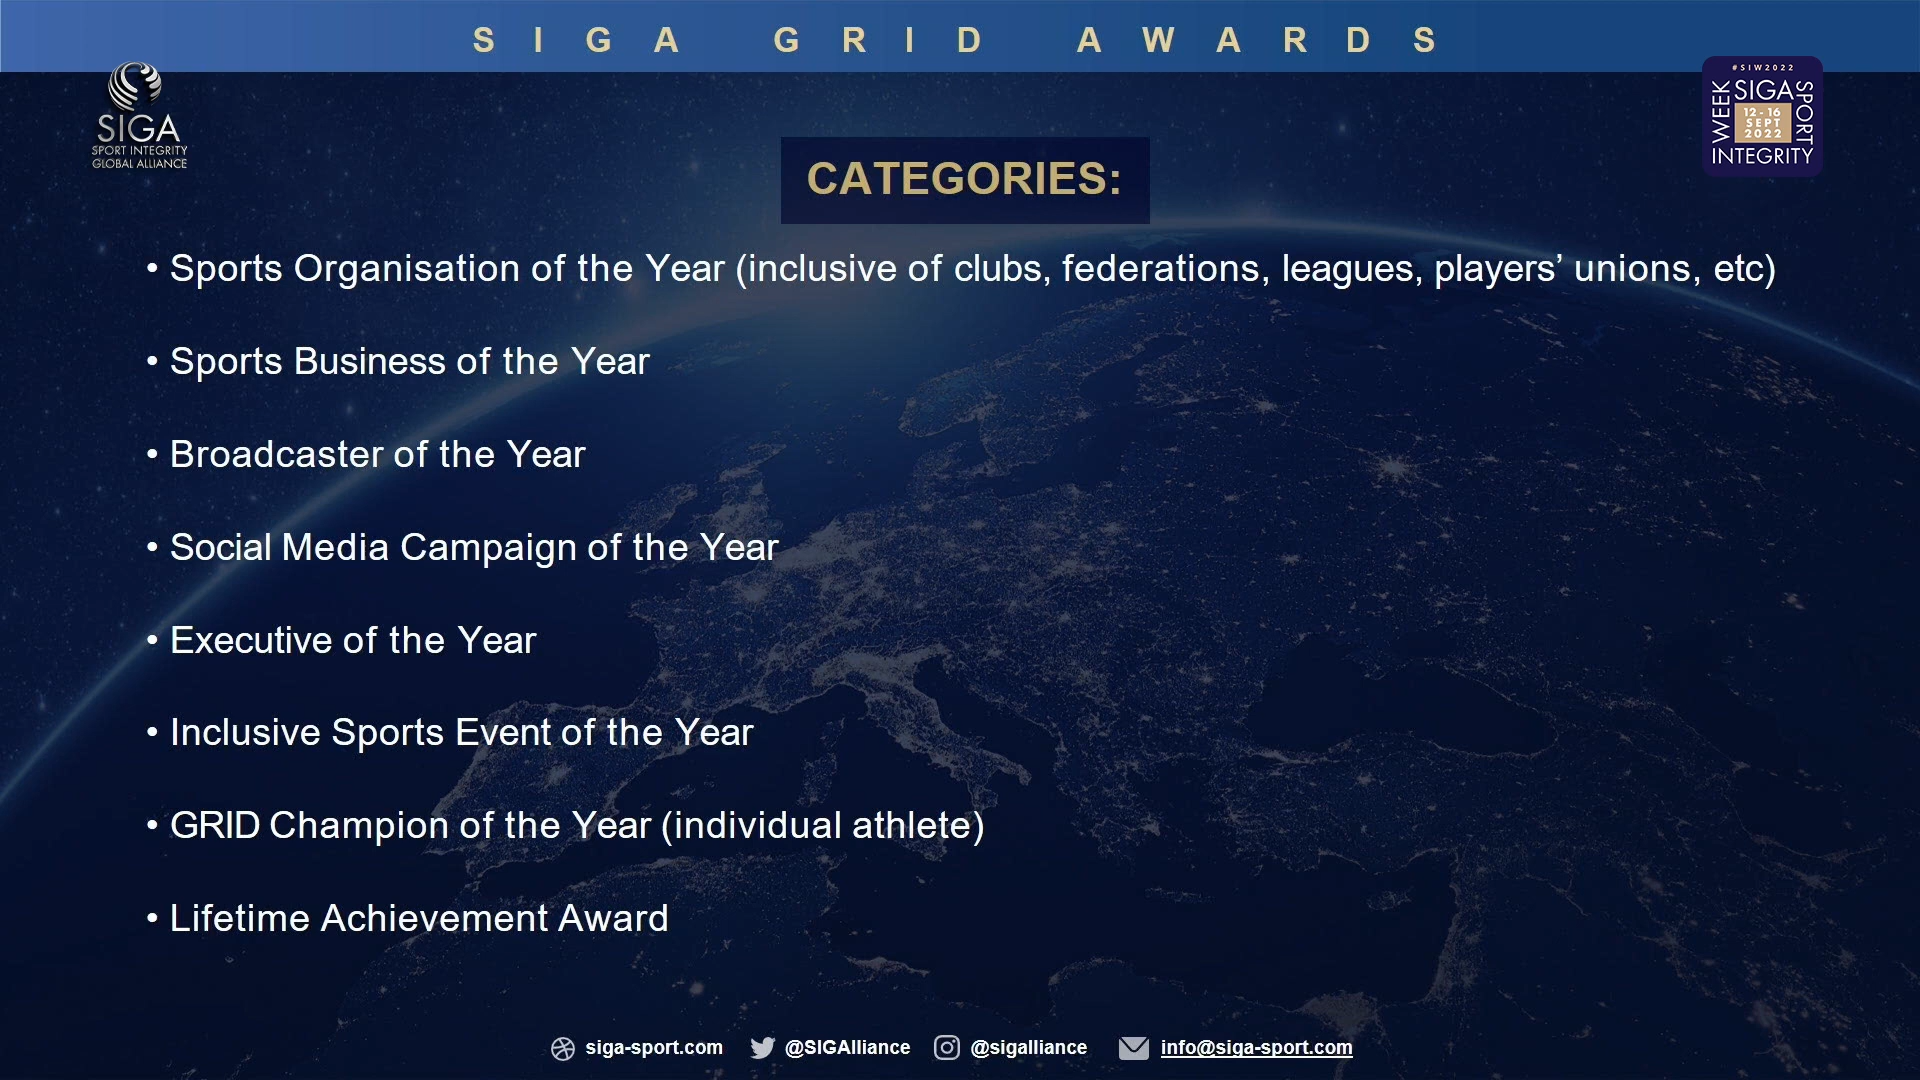 SIGA GRID AWARDS
SIGA
SPORT INTEGRITY
GLOBAL ALLIANCE
#SIW2022
WEEK
SIGA
SPORT
12-16
SEPT
2022
INTEGRITY
CATEGORIES:
• Sports Organisation of the Year (inclusive of clubs, federations, leagues, players’ unions, etc)
• Sports Business of the Year
• Broadcaster of the Year
• Social Media Campaign of the Year
• Executive of the Year
• Inclusive Sports Event of the Year
• GRID Champion of the Year (individual athlete)
• Lifetime Achievement Award
siga-sport.com @SIGAlliance @sigalliance info@siga-sport.com